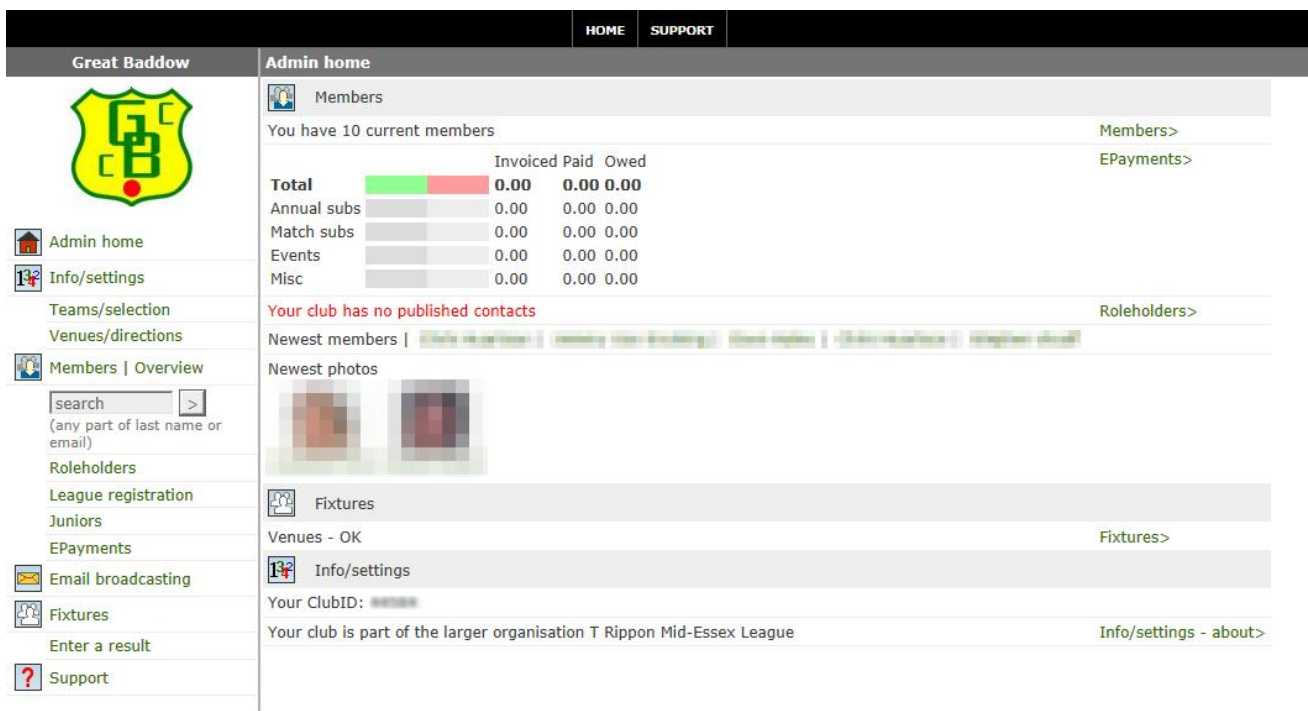 HOME SUPPORT
Great Baddow
G C C B C
Admin home
Info/settings
Teams/selection
Venues/directions
Members | Overview
search >
(any part of last name or
email)
Roleholders
League registration
Juniors
EPayments
Email broadcasting
Fixtures
Enter a result
Support
Admin home
Members
You have 10 current members Members>
Invoiced Paid Owed EPayments>
Total 0.00 0.00 0.00
Annual subs 0.00 0.00 0.00
Match subs 0.00 0.00 0.00
Events 0.00 0.00 0.00
Misc 0.00 0.00 0.00
Your club has no published contacts Roleholders>
Newest members |
Newest photos
Fixtures
Venues - OK Fixtures>
Info/settings
Your ClubID:
Your club is part of the larger organisation T Rippon Mid-Essex League Info/settings - about>